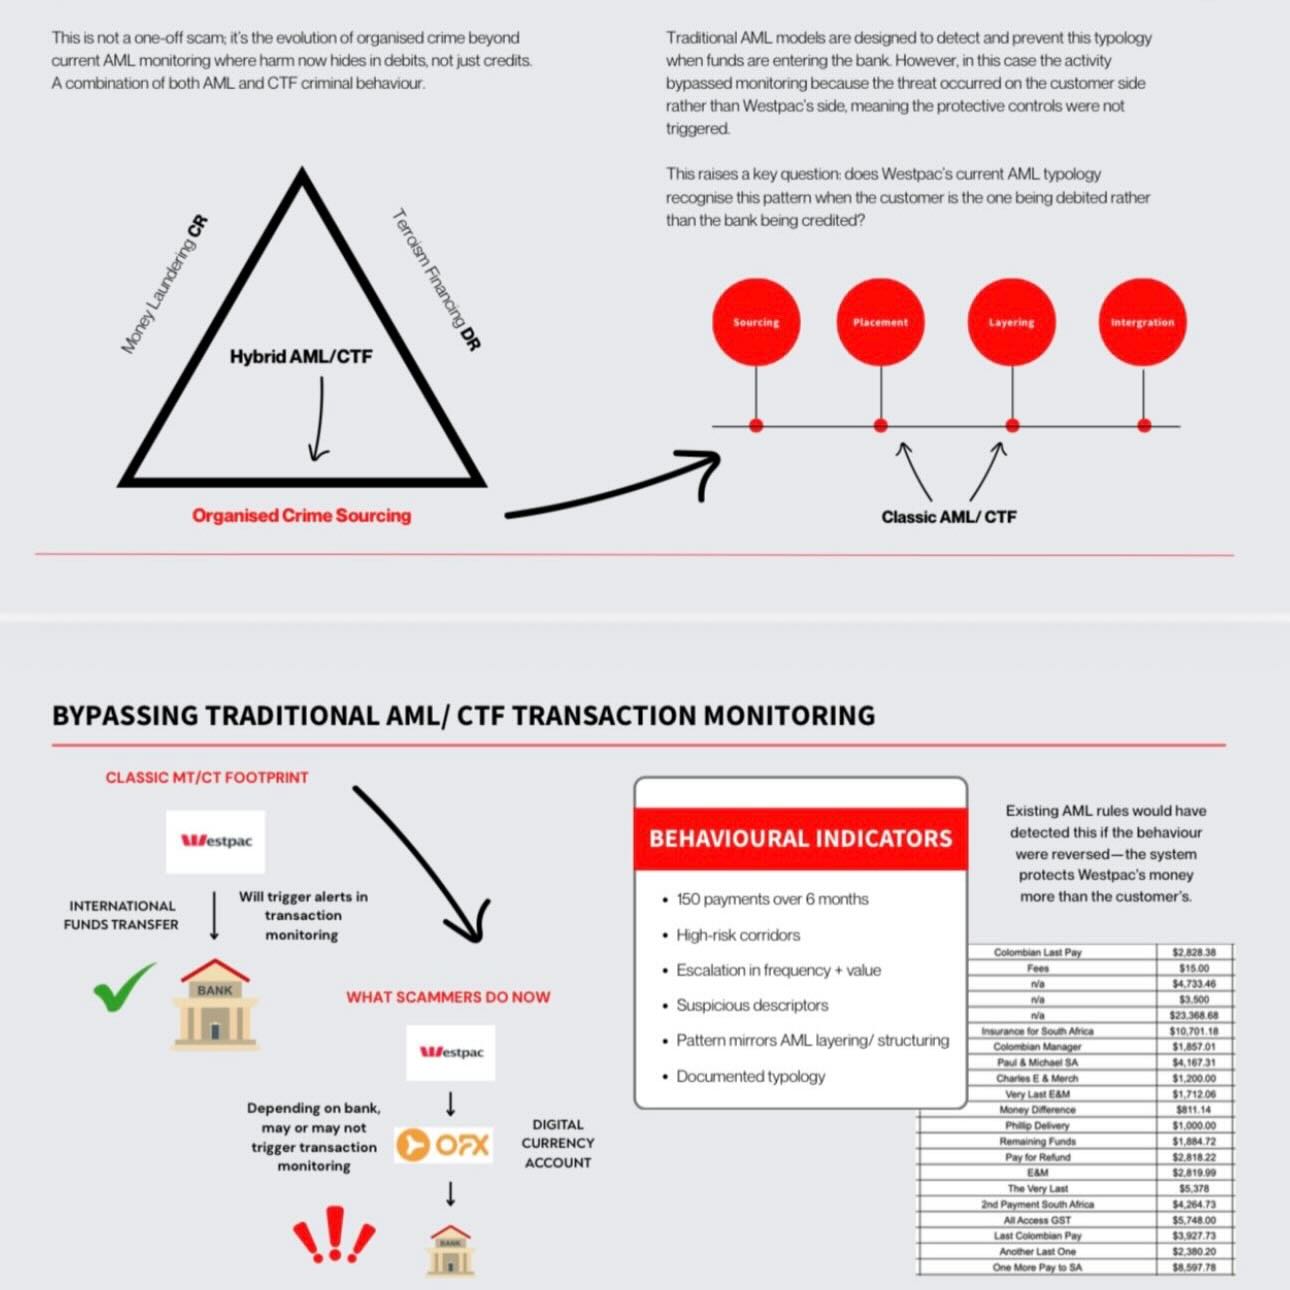 This is not a one-off scam; it's the evolution of organised crime beyond
current AML monitoring where harm now hides in debits, not just credits.
A combination of both AML and CTF criminal behaviour.
Traditional AML models are designed to detect and prevent this typology
when funds are entering the bank. However, in this case the activity
bypassed monitoring because the threat occurred on the customer side
rather than Westpac's side, meaning the protective controls were not
triggered.
This raises a key question: does Westpac's current AML typology
recognise this pattern when the customer is the one being debited rather
than the bank being credited?
Money Laundering CR
Terroism Financing DR
Hybrid AML/CTF
Organised Crime Sourcing
Sourcing
Placement
Layering
Intergration
Classic AML/ CTF
BYPASSING TRADITIONAL AML/ CTF TRANSACTION MONITORING
CLASSIC MT/CT FOOTPRINT
Westpac
INTERNATIONAL
FUNDS TRANSFER
Will trigger alerts in
transaction
monitoring
BANK
WHAT SCAMMERS DO NOW
Westpac
Depending on bank,
may or may not
trigger transaction
monitoring
OFX
DIGITAL
CURRENCY
ACCOUNT
BANK
BEHAVIOURAL INDICATORS
• 150 payments over 6 months
• High-risk corridors
• Escalation in frequency + value
• Suspicious descriptors
• Pattern mirrors AML layering/ structuring
• Documented typology
Existing AML rules would have
detected this if the behaviour
were reversed—the system
protects Westpac's money
more than the customer's.
Colombian Last Pay $2,828.38
Fees $15.00
n/a $4,733.46
n/a $3,500
n/a $23,368.68
Insurance for South Africa $10,701.18
Colombian Manager $1,857.01
Paul & Michael SA $4,167.31
Charles E & Merch $1,200.00
Very Last E&M $1,712.06
Money Difference $811.14
Phillip Delivery $1,000.00
Remaining Funds $1,884.72
Pay for Refund $2,818.22
E&M $2,819.99
The Very Last $5,378
2nd Payment South Africa $4,264.73
All Access GST $5,748.00
Last Colombian Pay $3,927.73
Another Last One $2,380.20
One More Pay to SA $8,597.78